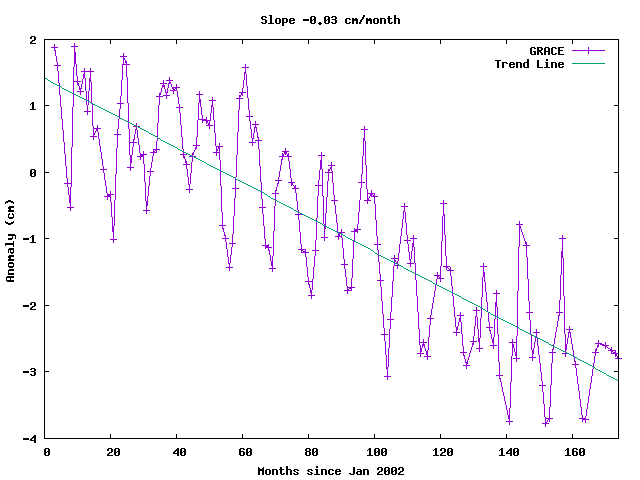 Slope -0.03 cm/month
GRACE
Trend Line
2
1
0
-1
-2
-3
-4
Anomaly (cm)
0 20 40 60 80 100 120 140 160
Months since Jan 2002